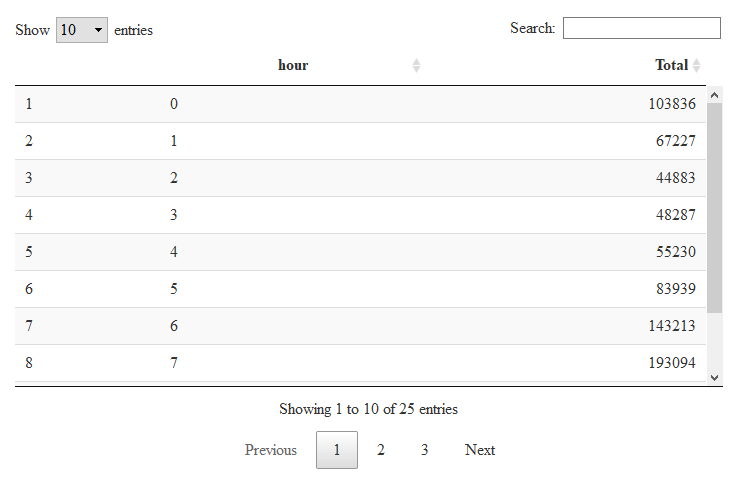 Show 10 entries Search:
hour Total
1 0 103836
2 1 67227
3 2 44883
4 3 48287
5 4 55230
6 5 83939
7 6 143213
8 7 193094
Showing 1 to 10 of 25 entries
Previous 1 2 3 Next